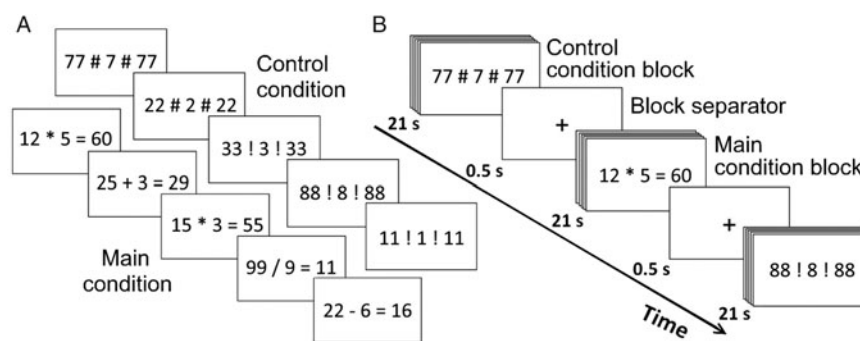 A
77 # 7 # 77
22 # 2 # 22
33 ! 3 ! 33
88 ! 8 ! 88
11 ! 1 ! 11
Control
condition
12 * 5 = 60
25 + 3 = 29
15 * 3 = 55
99 / 9 = 11
22 - 6 = 16
Main
condition
B
77 # 7 # 77
Control
condition block
21 s
+
Block separator
0.5 s
12 * 5 = 60
Main
condition block
21 s
+
0.5 s
88 ! 8 ! 88
21 s
Time